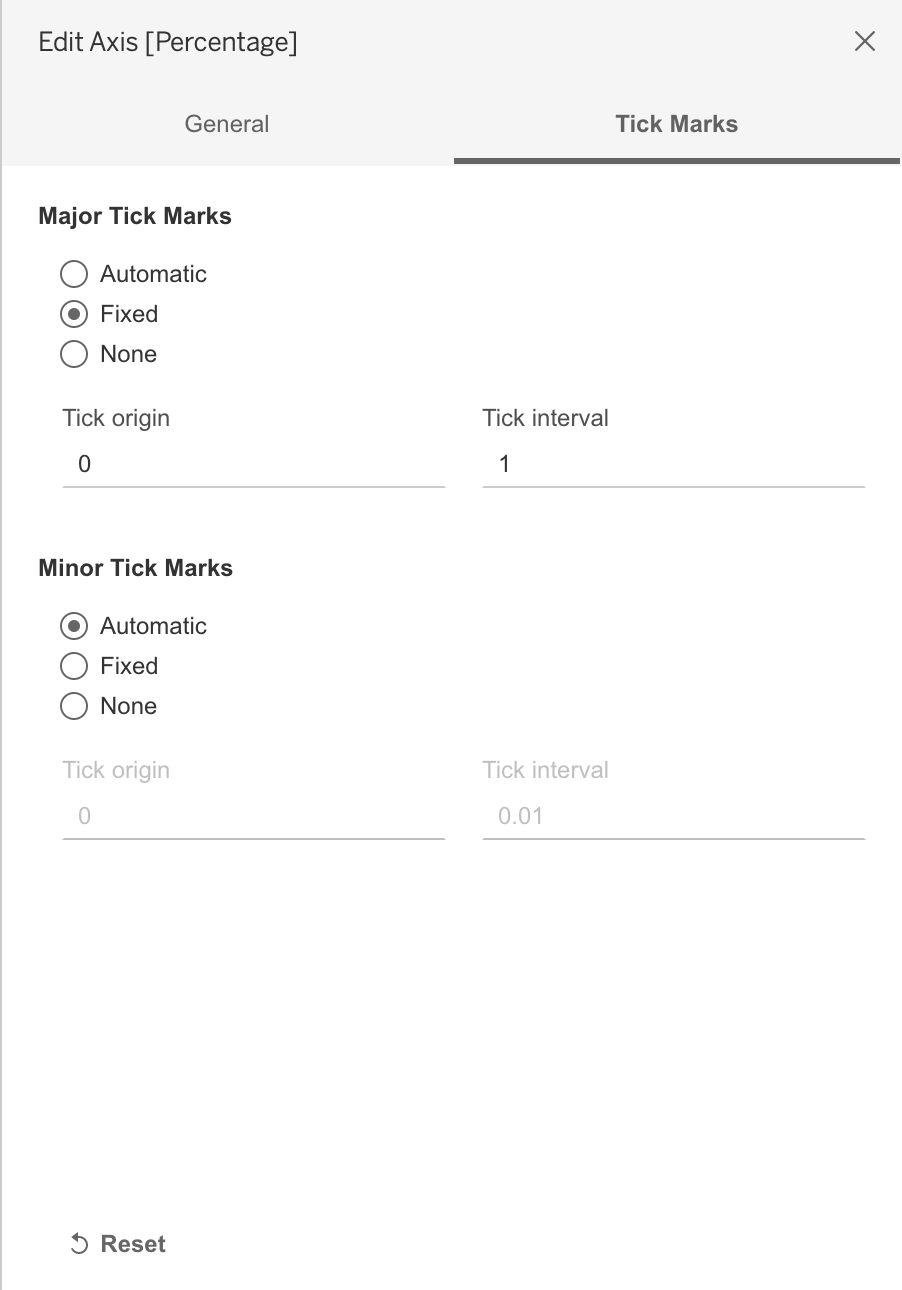 Edit Axis [Percentage]
General
Tick Marks
Major Tick Marks
Automatic
Fixed
None
Tick origin
Tick interval
0
1
Minor Tick Marks
Automatic
Fixed
None
Tick origin
Tick interval
0
0.01
Reset